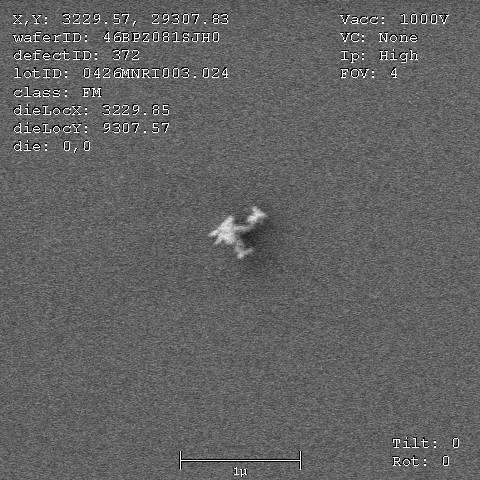 X,Y: 3229.57, 29307.83
waferID: 46BPZ081SJH0
defectID: 372
lotID: 0426MNRI003.024
class: FM
dieLocX: 3229.85
dieLocY: 9307.57
die: 0,0
Vacc: 1000V
VC: None
Ip: High
FOV: 4
Tilt: 0
Rot: 0
1µ